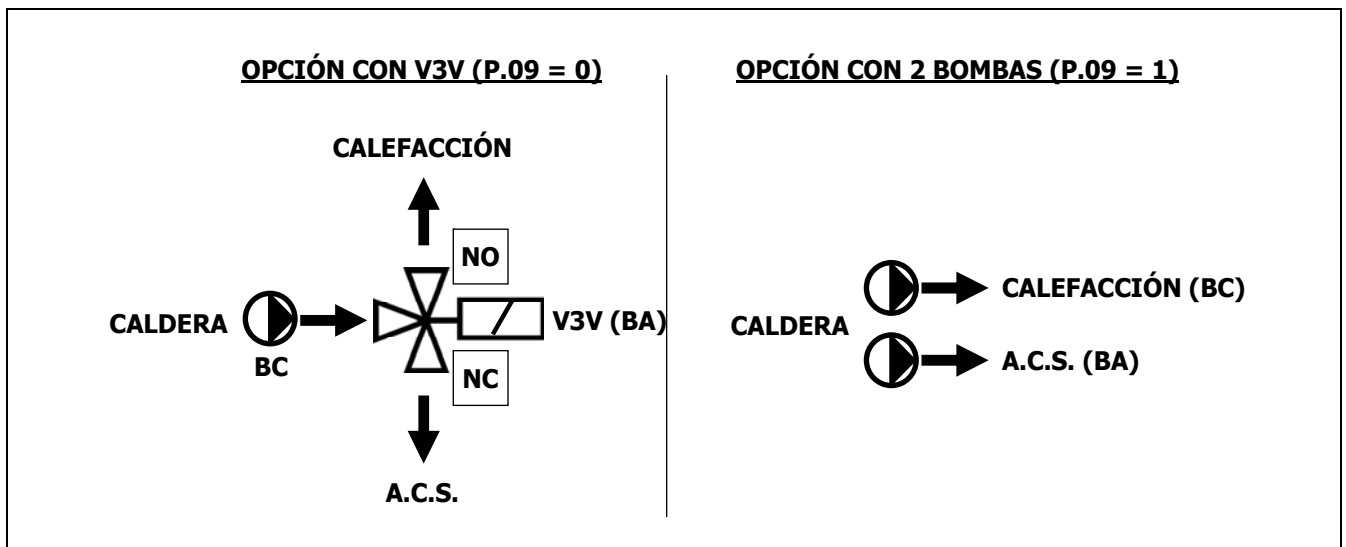 OPCIÓN CON V3V (P.09 = 0)
CALEFACCIÓN
NO
CALDERA
BC
V3V (BA)
NC
A.C.S.
OPCIÓN CON 2 BOMBAS (P.09 = 1)
CALDERA
CALEFACCIÓN (BC)
A.C.S. (BA)